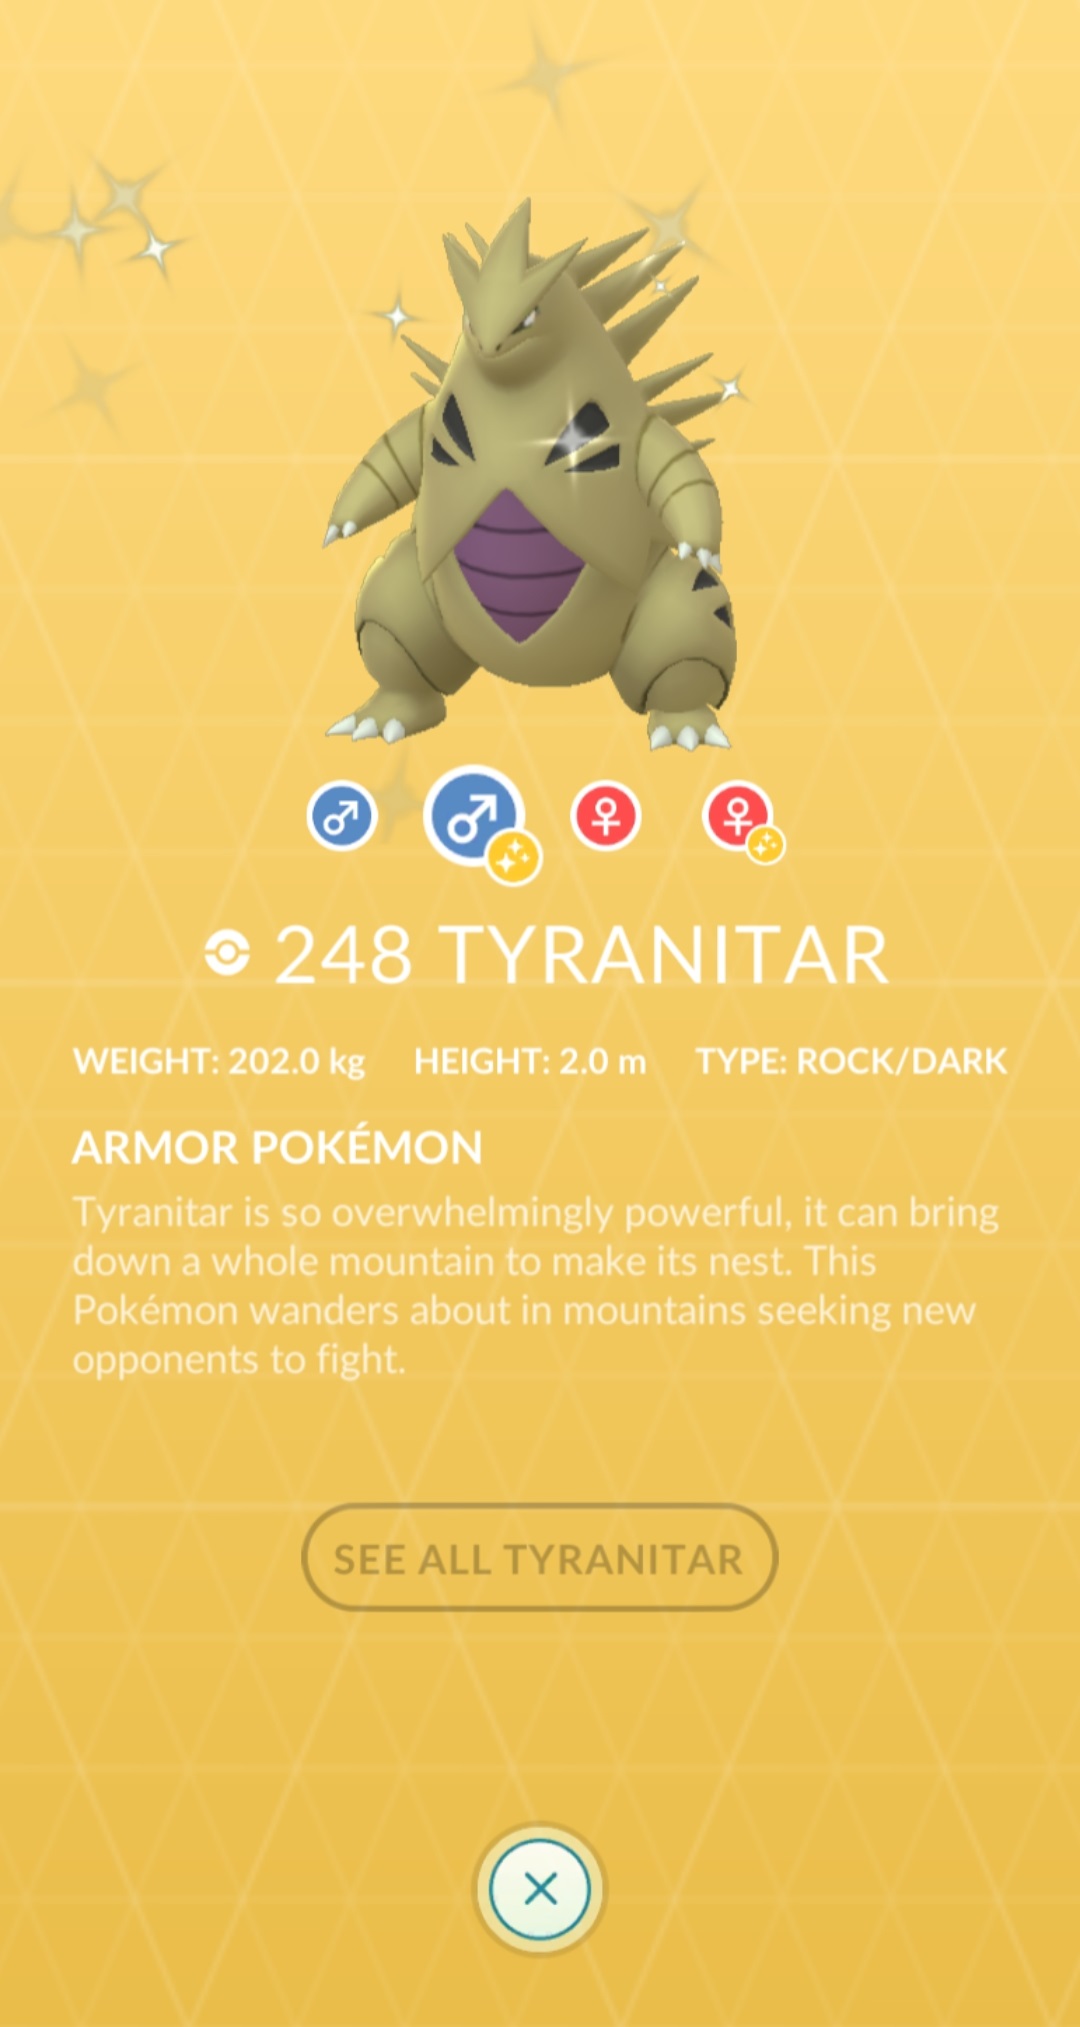 248 TYRANITAR
WEIGHT: 202.0 kg HEIGHT: 2.0 m TYPE: ROCK/DARK
ARMOR POKÉMON
Tyranitar is so overwhelmingly powerful, it can bring
down a whole mountain to make its nest. This
Pokémon wanders about in mountains seeking new
opponents to fight.
SEE ALL TYRANITAR